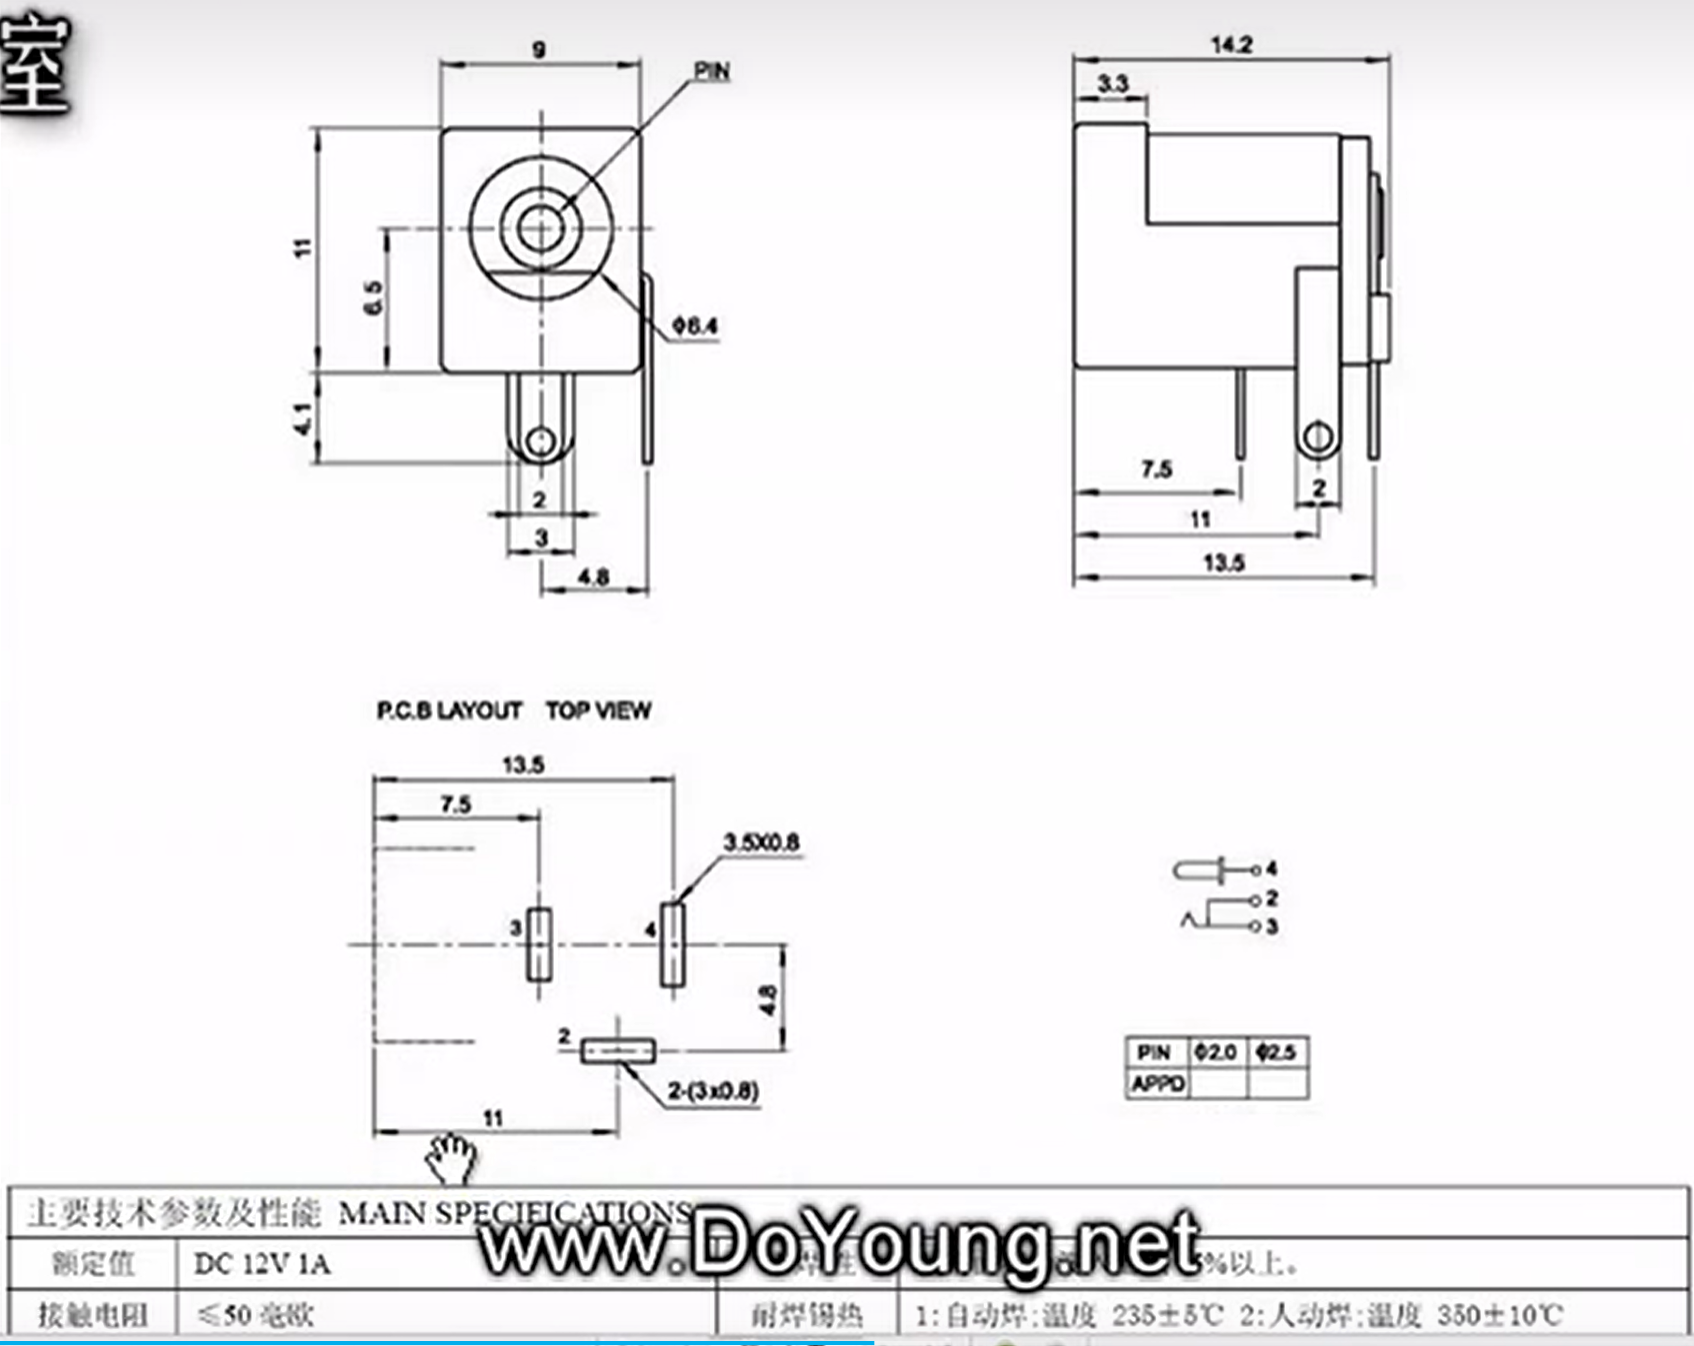 室
9
PIN
14.2
3.3
11
6.5
Φ6.4
4.1
2
3
4.8
7.5
2
11
13.5
P.C.B LAYOUT TOP VIEW
13.5
7.5
3.5X0.8
3
4
4.8
2
2-(3x0.8)
11
4
2
3
PIN Φ2.0 Φ2.5
APPD
主要技术参数及性能 MAIN SPECIFICATIONS
www.DoYoung.net
额定值 DC 12V 1A %以上。
接触电阻 ≤50 毫欧 耐焊锡热 1:自动焊:温度 235±5℃ 2:人动焊:温度 350±10℃